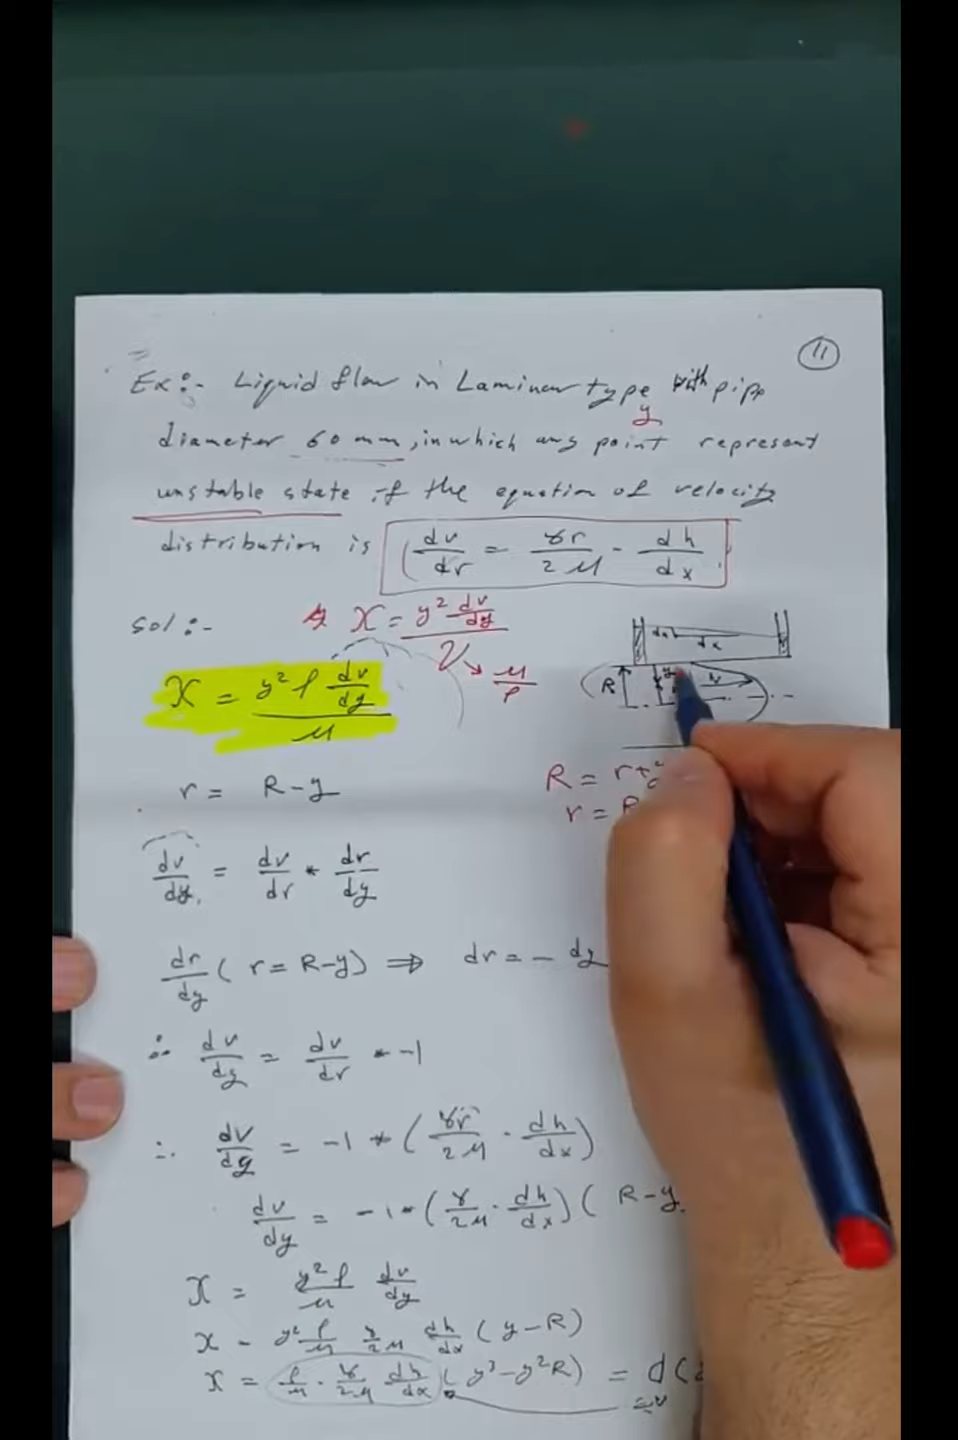 11
Ex:- Liquid flow in Laminar type with pipe
y
diameter 60 mm, in which any point represent
unstable state if the equation of velocity
distribution is (dv/dr = γr/2μ - dh/dx)
sol:- X = y² dv/dy / ν → μ/ρ
dx
X = y² ρ dv/dy / μ
R
r = R-y
R = r+y
r =
dv/dy = dv/dr * dr/dy
dr/dy ( r = R-y) ⇒ dr = - dy
∴ dv/dy = dv/dr * -1
∴ dv/dy = -1 * (γr/2μ · dh/dx)
dv/dy = -1 * (γ/2μ · dh/dx) ( R-y
X = y² ρ/μ dv/dy
X = y² ρ/μ γ/2μ dh/dx ( y-R)
X = ρ/μ · γ/2μ dh/dx ( y³ - y²R) = d(